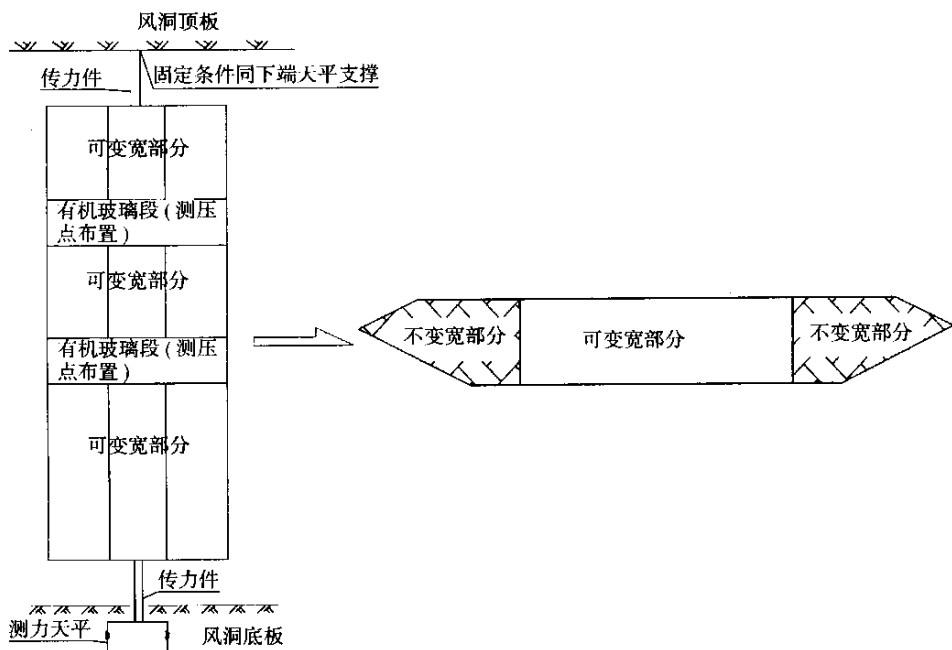 风洞顶板
传力件
固定条件同下端天平支撑
可变宽部分
有机玻璃段(测压
点布置)
可变宽部分
有机玻璃段(测压
点布置)
可变宽部分
不变宽部分
可变宽部分
不变宽部分
传力件
测力天平
风洞底板